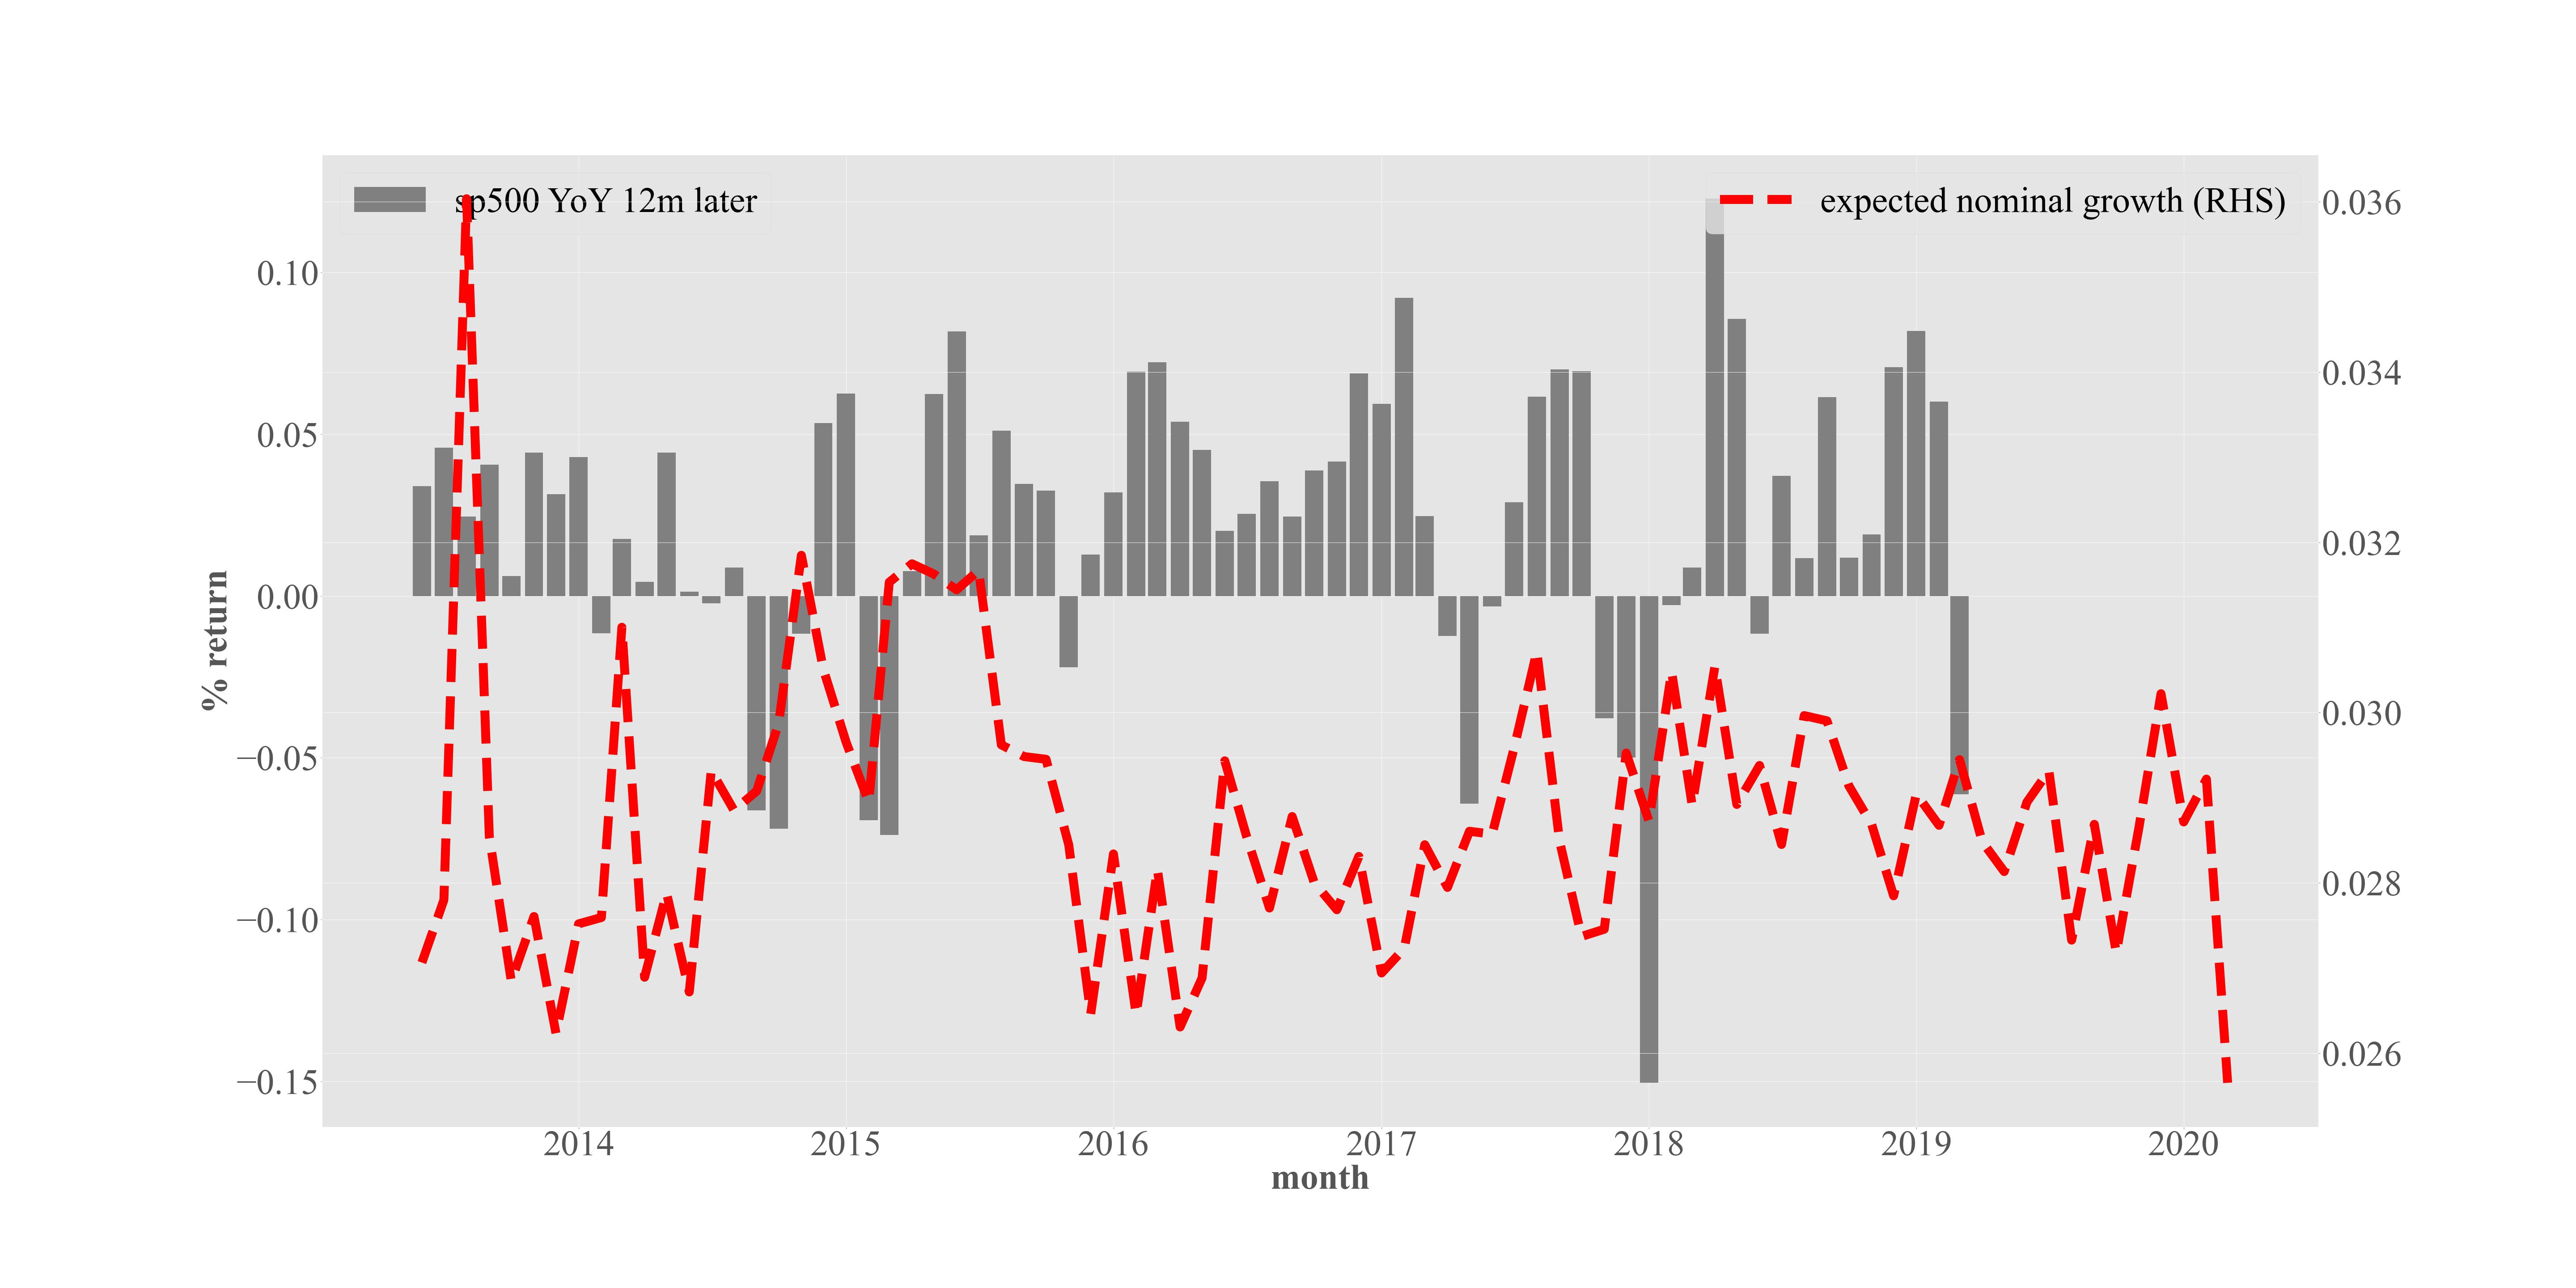 sp500 YoY 12m later
expected nominal growth (RHS)
0.10
0.05
0.00
−0.05
−0.10
−0.15
% return
0.036
0.034
0.032
0.030
0.028
0.026
2014 2015 2016 2017 2018 2019 2020
month